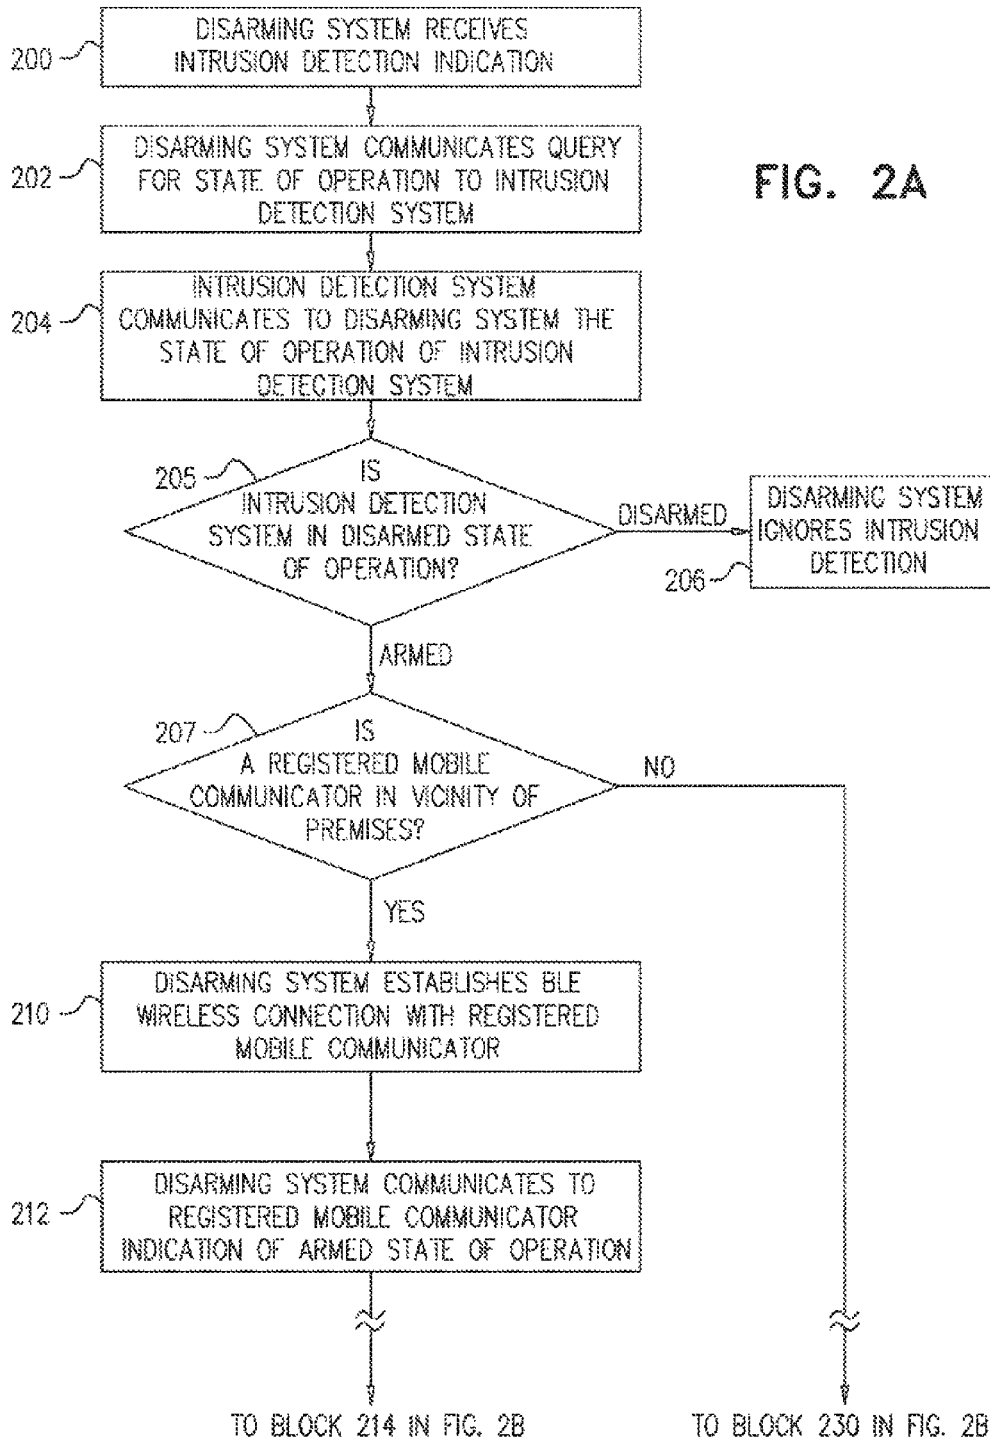 DISARMING SYSTEM RECEIVES
INTRUSION DETECTION INDICATION
200
DISARMING SYSTEM COMMUNICATES QUERY
FOR STATE OF OPERATION TO INTRUSION
DETECTION SYSTEM
202
FIG. 2A
INTRUSION DETECTION SYSTEM
COMMUNICATES TO DISARMING SYSTEM THE
STATE OF OPERATION OF INTRUSION
DETECTION SYSTEM
204
205
IS
INTRUSION DETECTION
SYSTEM IN DISARMED STATE
OF OPERATION?
DISARMED
DISARMING SYSTEM
IGNORES INTRUSION
DETECTION
206
ARMED
207
IS
A REGISTERED MOBILE
COMMUNICATOR IN VICINITY OF
PREMISES?
NO
YES
DISARMING SYSTEM ESTABLISHES BLE
WIRELESS CONNECTION WITH REGISTERED
MOBILE COMMUNICATOR
210
DISARMING SYSTEM COMMUNICATES TO
REGISTERED MOBILE COMMUNICATOR
INDICATION OF ARMED STATE OF OPERATION
212
TO BLOCK 214 IN FIG. 2B
TO BLOCK 230 IN FIG. 2B